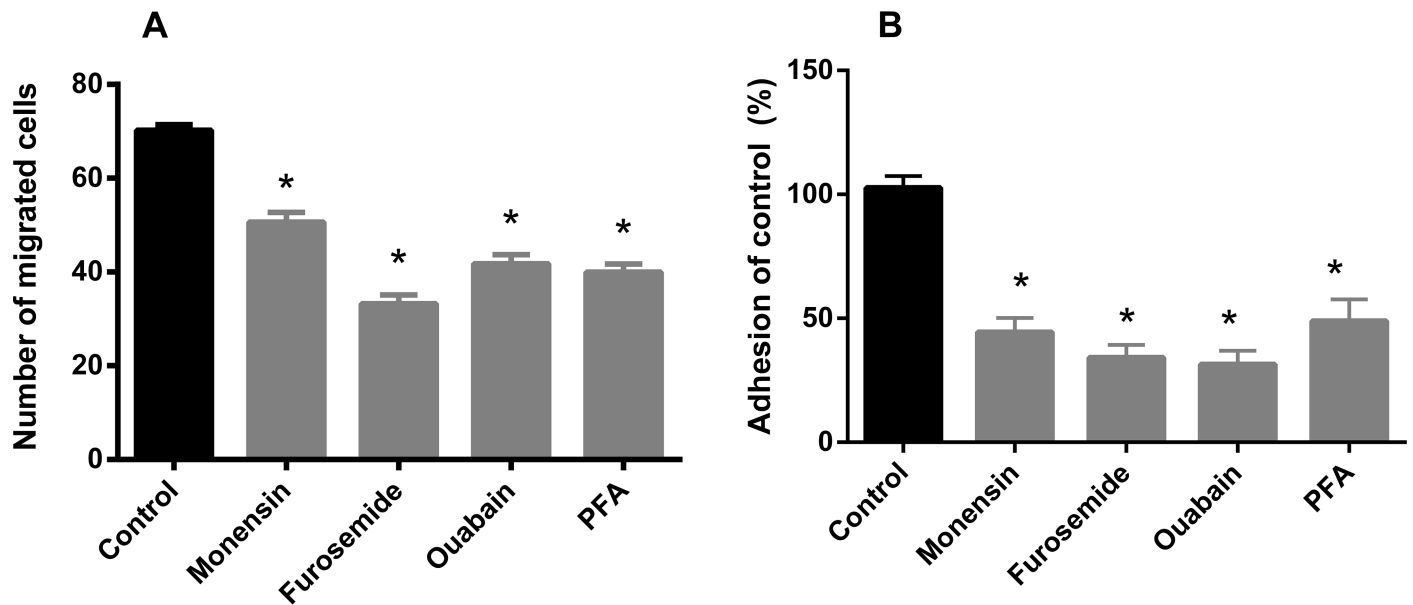 A
Number of migrated cells
80
60
40
20
0
*
*
*
*
Control
Monensin
Furosemide
Ouabain
PFA
B
Adhesion of control (%)
150
100
50
0
*
*
*
*
Control
Monensin
Furosemide
Ouabain
PFA